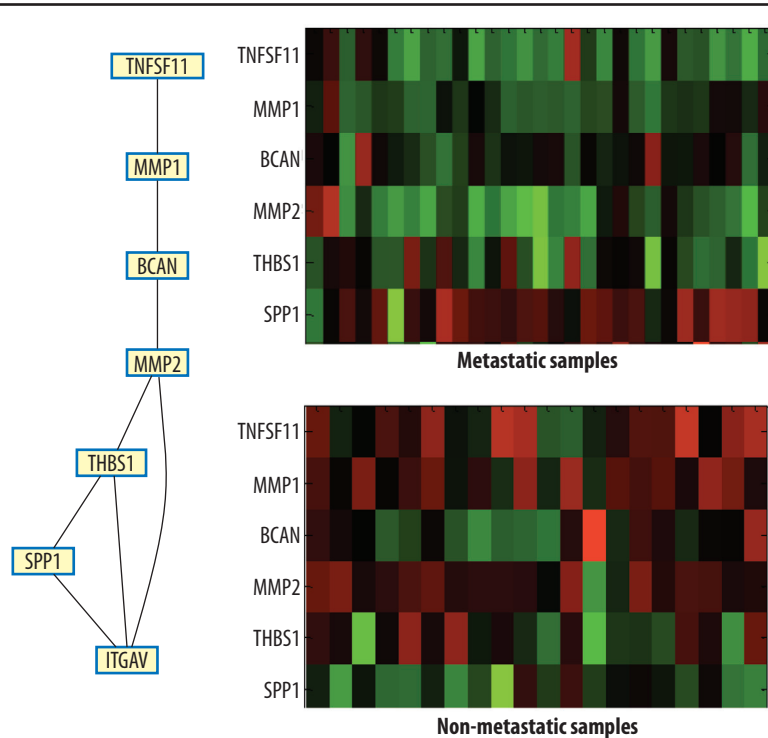 TNFSF11
MMP1
BCAN
MMP2
THBS1
SPP1
ITGAV
TNFSF11
MMP1
BCAN
MMP2
THBS1
SPP1
Metastatic samples
TNFSF11
MMP1
BCAN
MMP2
THBS1
SPP1
Non-metastatic samples